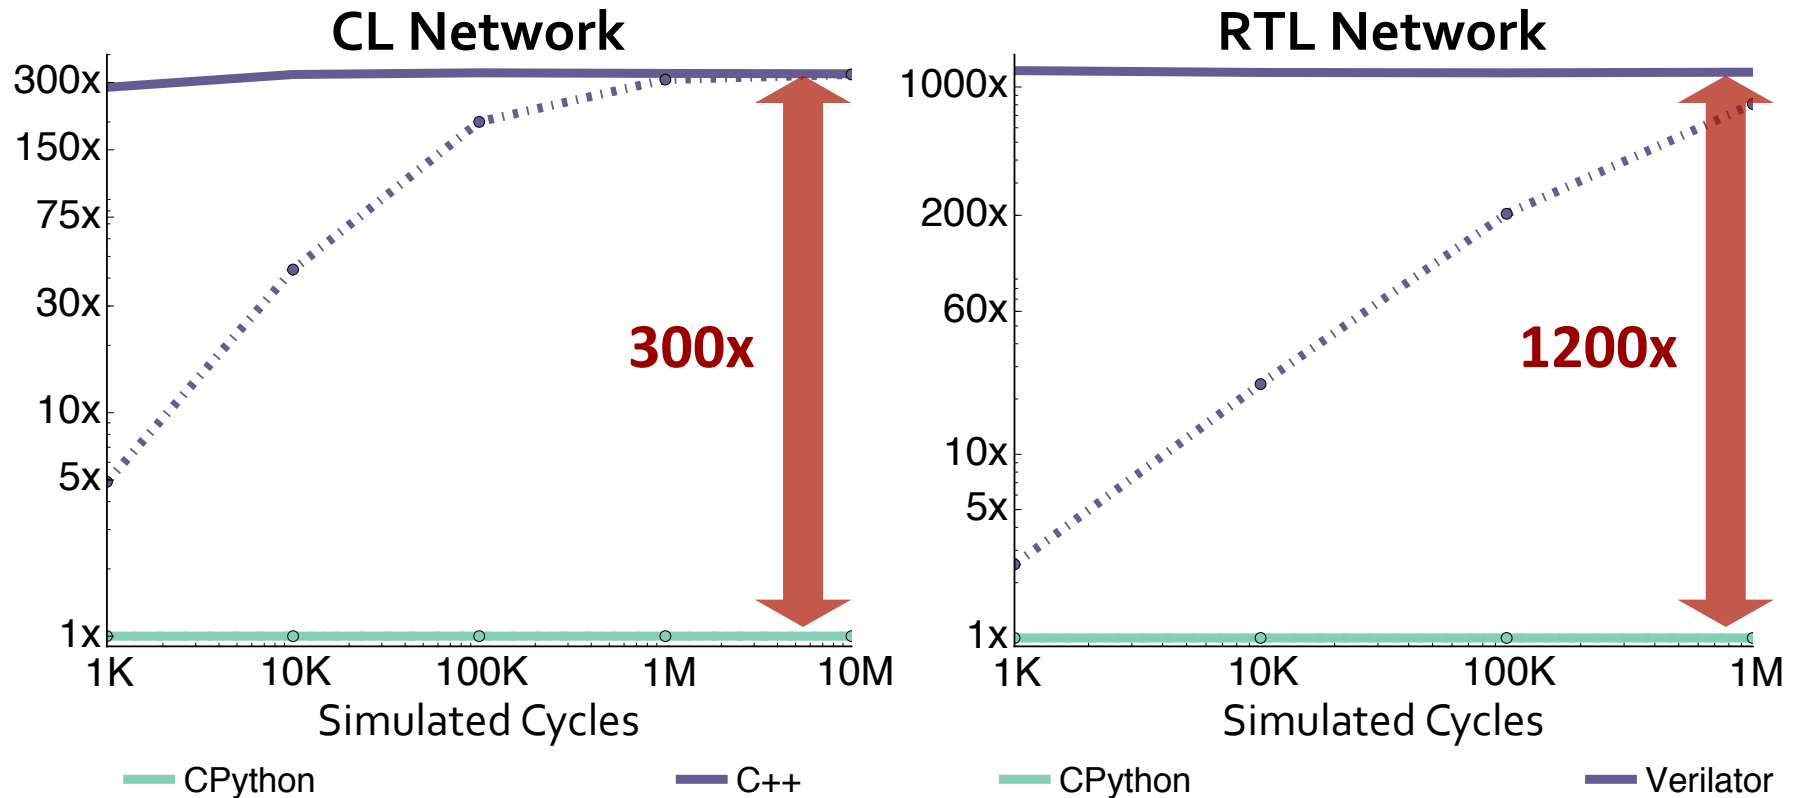 CL Network
300x
150x
75x
30x
10x
5x
1x
300x
1K 10K 100K 1M 10M
Simulated Cycles
CPython C++
RTL Network
1000x
200x
60x
10x
5x
1x
1200x
1K 10K 100K 1M
Simulated Cycles
CPython Verilator